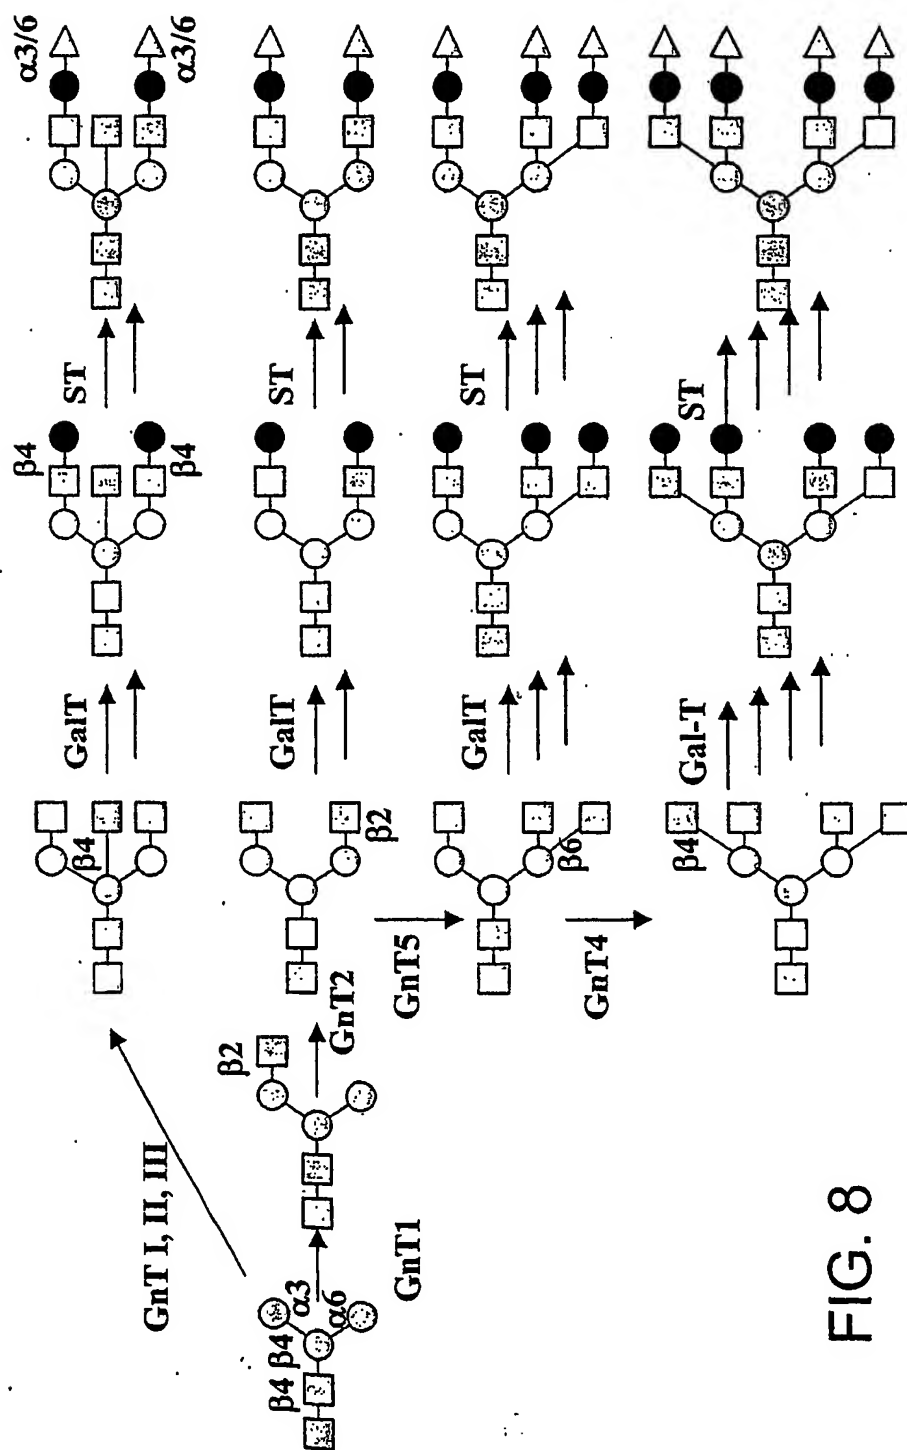 α3/6
α3/6
β4
β4
β4
GnT I, II, III
GalT
ST
β4 β4
α3
α6
GnT1
β2
GnT2
β2
GalT
ST
GnT5
β6
GalT
ST
GnT4
β4
Gal-T
ST
FIG. 8